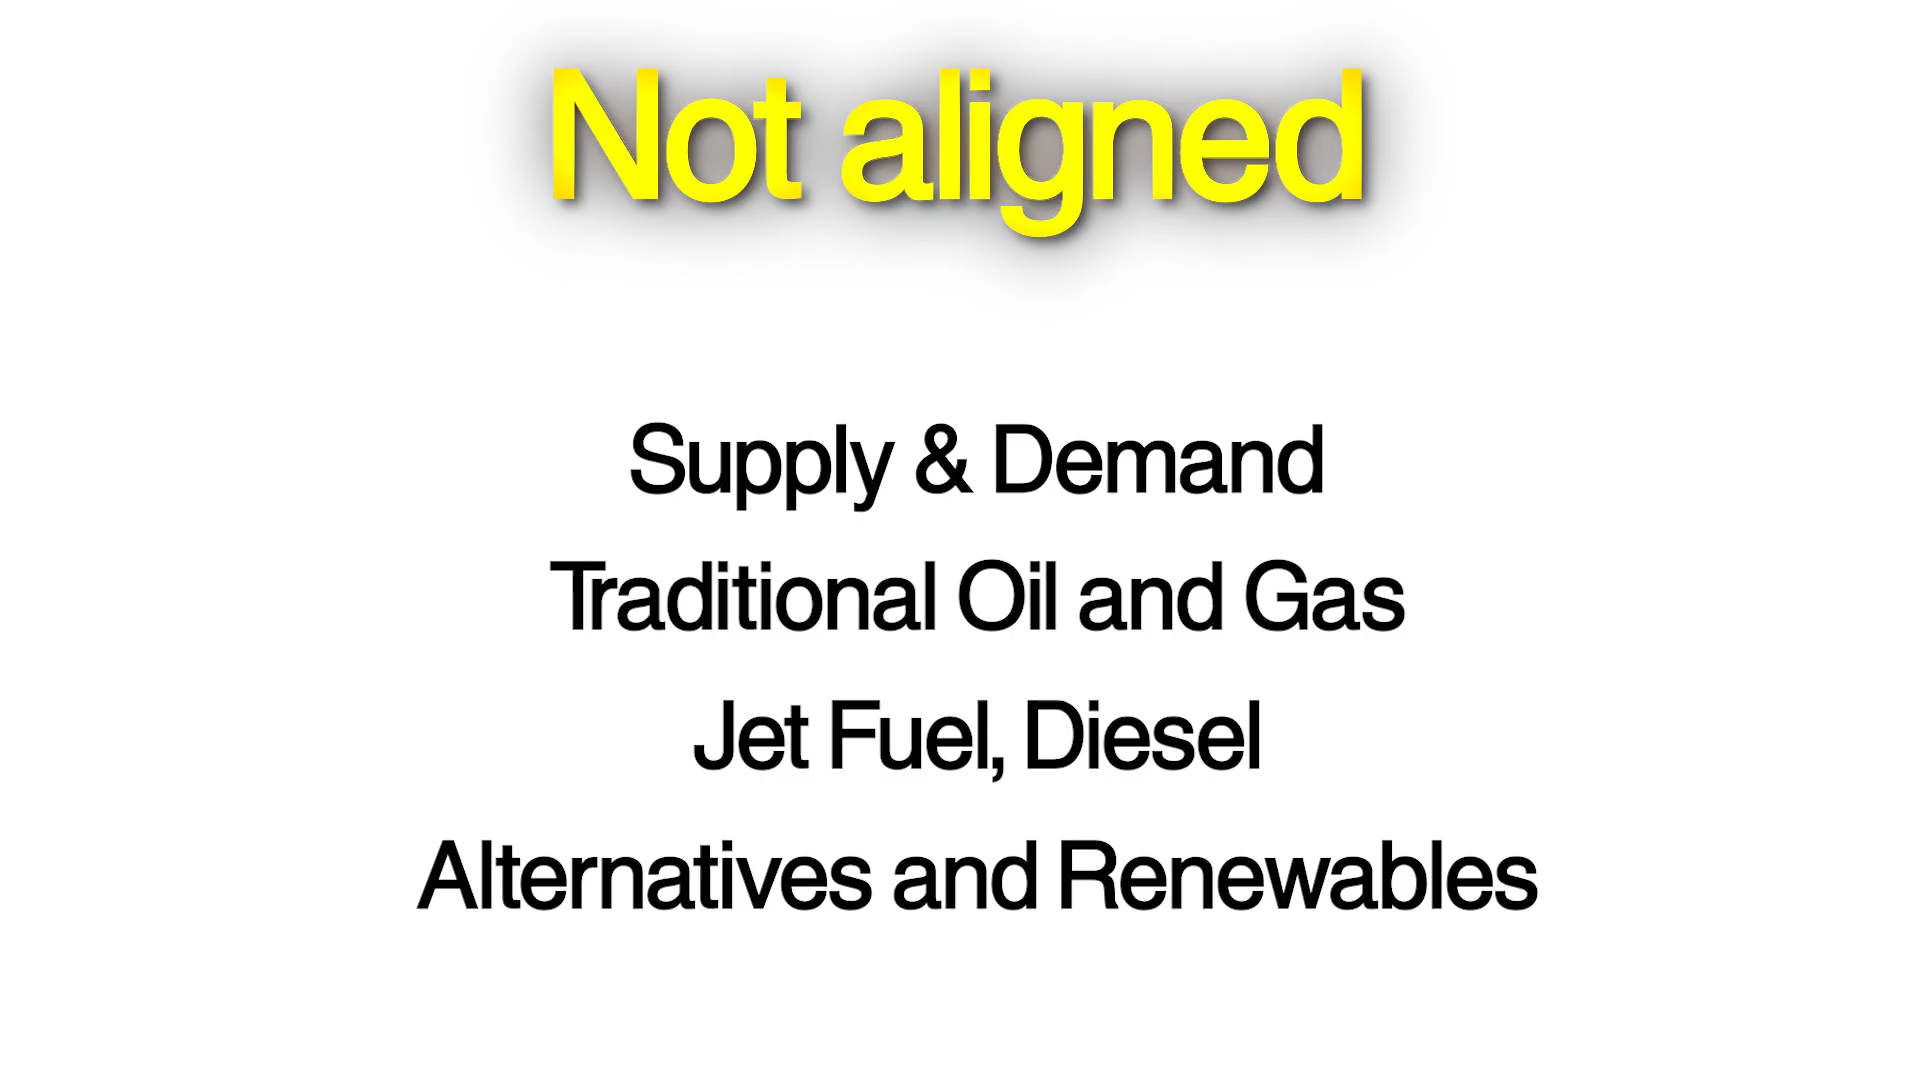 Not aligned
Supply & Demand
Traditional Oil and Gas
Jet Fuel, Diesel
Alternatives and Renewables